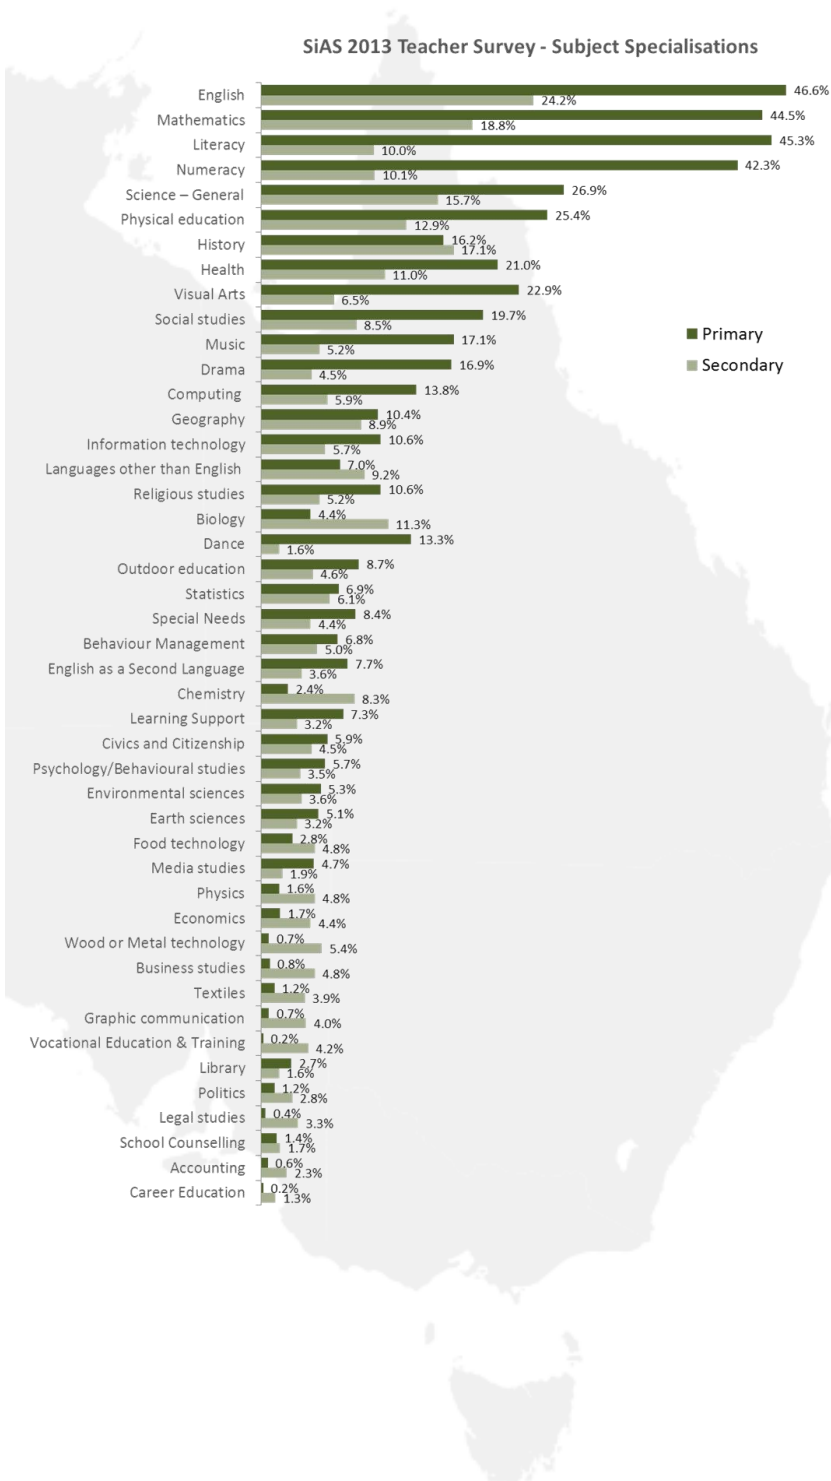 SiAS 2013 Teacher Survey - Subject Specialisations
English 46.6%
24.2%
Mathematics 44.5%
18.8%
Literacy 45.3%
10.0%
Numeracy 42.3%
10.1%
Science – General 26.9%
15.7%
Physical education 25.4%
12.9%
History 16.2%
17.1%
Health 21.0%
11.0%
Visual Arts 22.9%
6.5%
Social studies 19.7%
8.5%
Primary
Music 17.1%
5.2%
Secondary
Drama 16.9%
4.5%
Computing 13.8%
5.9%
Geography 10.4%
8.9%
Information technology 10.6%
5.7%
Languages other than English 7.0%
9.2%
Religious studies 10.6%
5.2%
Biology 4.4%
11.3%
Dance 13.3%
1.6%
Outdoor education 8.7%
4.6%
Statistics 6.9%
6.1%
Special Needs 8.4%
4.4%
Behaviour Management 6.8%
5.0%
English as a Second Language 7.7%
3.6%
Chemistry 2.4%
8.3%
Learning Support 7.3%
3.2%
Civics and Citizenship 5.9%
4.5%
Psychology/Behavioural studies 5.7%
3.5%
Environmental sciences 5.3%
3.6%
Earth sciences 5.1%
3.2%
Food technology 2.8%
4.8%
Media studies 4.7%
1.9%
Physics 1.6%
4.8%
Economics 1.7%
4.4%
Wood or Metal technology 0.7%
5.4%
Business studies 0.8%
4.8%
Textiles 1.2%
3.9%
Graphic communication 0.7%
4.0%
Vocational Education & Training 0.2%
4.2%
Library 2.7%
1.6%
Politics 1.2%
2.8%
Legal studies 0.4%
3.3%
School Counselling 1.4%
1.7%
Accounting 0.6%
2.3%
Career Education 0.2%
1.3%